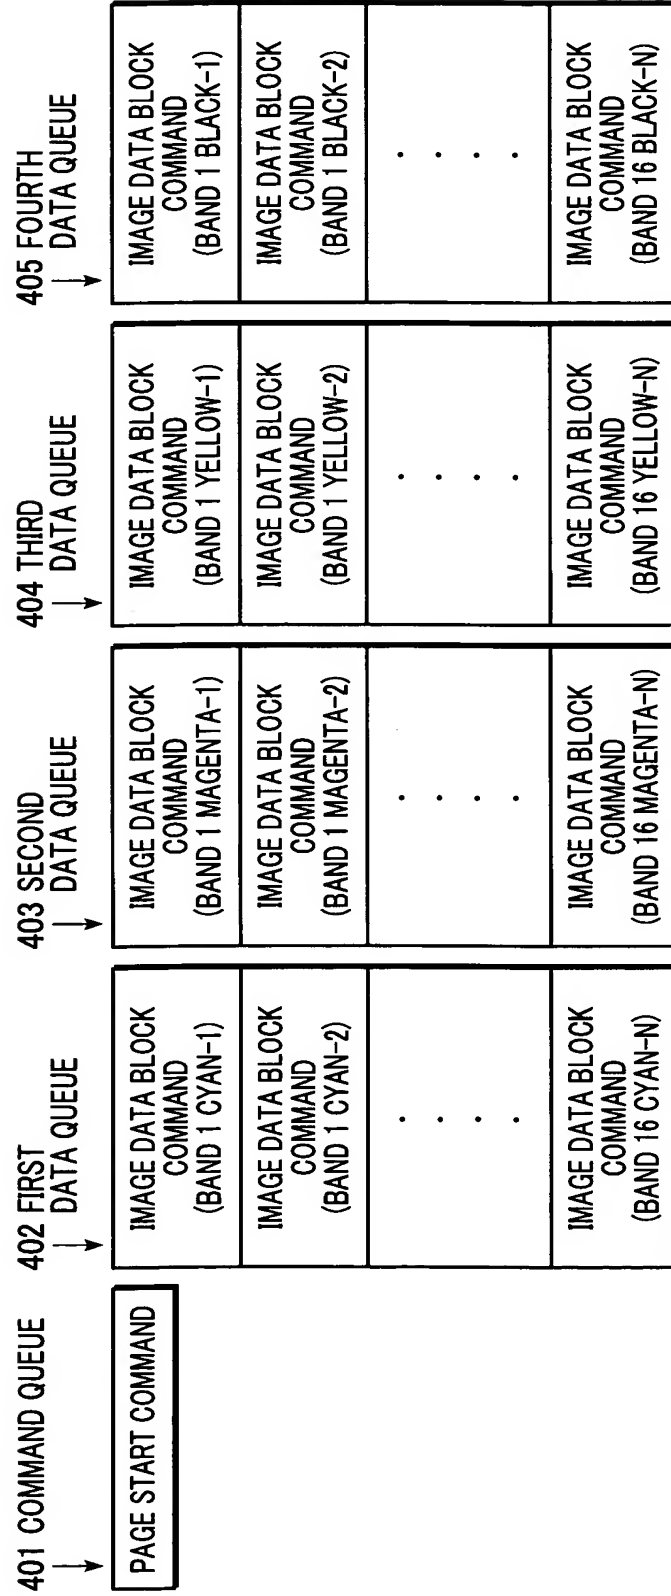 401 COMMAND QUEUE
PAGE START COMMAND
402 FIRST
DATA QUEUE
IMAGE DATA BLOCK
COMMAND
(BAND 1 CYAN-1)
IMAGE DATA BLOCK
COMMAND
(BAND 1 CYAN-2)
IMAGE DATA BLOCK
COMMAND
(BAND 16 CYAN-N)
403 SECOND
DATA QUEUE
IMAGE DATA BLOCK
COMMAND
(BAND 1 MAGENTA-1)
IMAGE DATA BLOCK
COMMAND
(BAND 1 MAGENTA-2)
IMAGE DATA BLOCK
COMMAND
(BAND 16 MAGENTA-N)
404 THIRD
DATA QUEUE
IMAGE DATA BLOCK
COMMAND
(BAND 1 YELLOW-1)
IMAGE DATA BLOCK
COMMAND
(BAND 1 YELLOW-2)
IMAGE DATA BLOCK
COMMAND
(BAND 16 YELLOW-N)
405 FOURTH
DATA QUEUE
IMAGE DATA BLOCK
COMMAND
(BAND 1 BLACK-1)
IMAGE DATA BLOCK
COMMAND
(BAND 1 BLACK-2)
IMAGE DATA BLOCK
COMMAND
(BAND 16 BLACK-N)